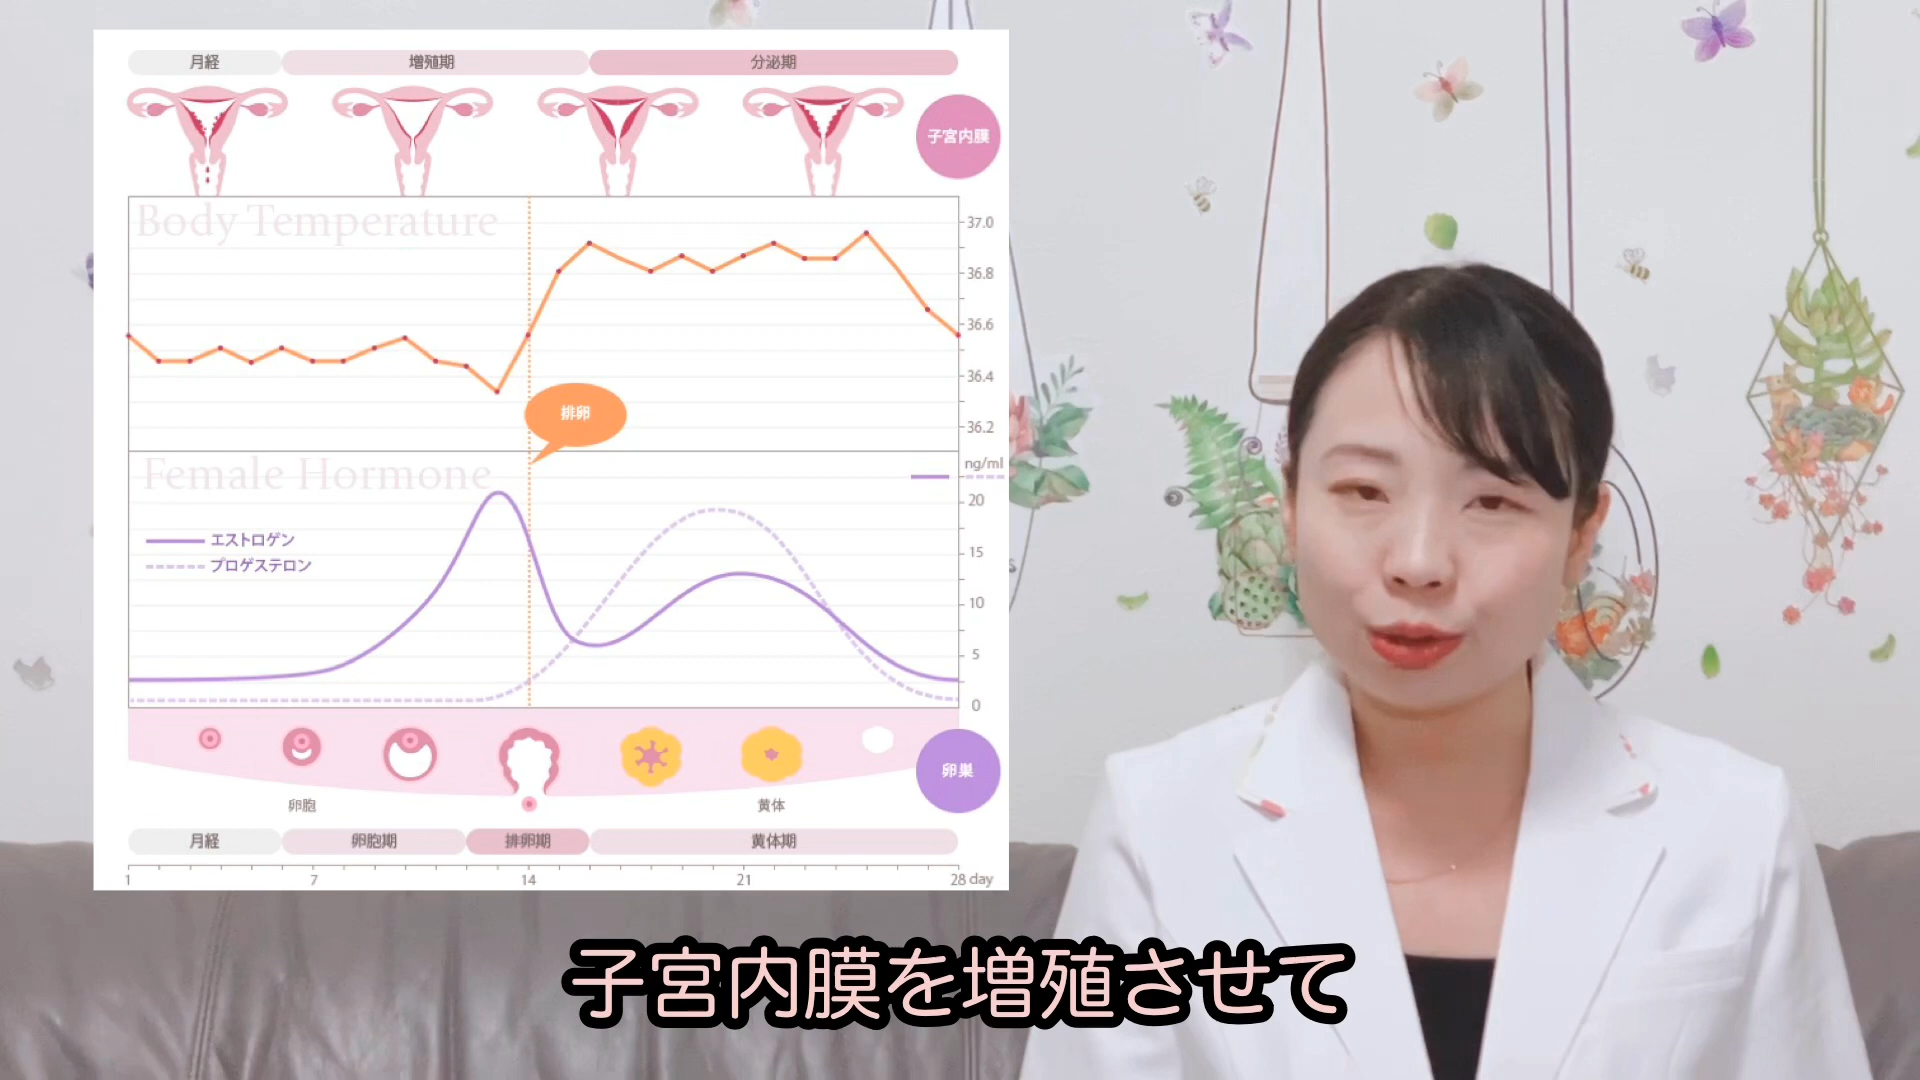 月経 増殖期 分泌期
子宮内膜
Body Temperature
37.0
36.8
36.6
36.4
36.2
排卵
Female Hormone
ng/ml
20
15
10
5
0
エストロゲン
プロゲステロン
卵巣
卵胞 黄体
月経 卵胞期 排卵期 黄体期
1 7 14 21 28 day
子宮内膜を増殖させて